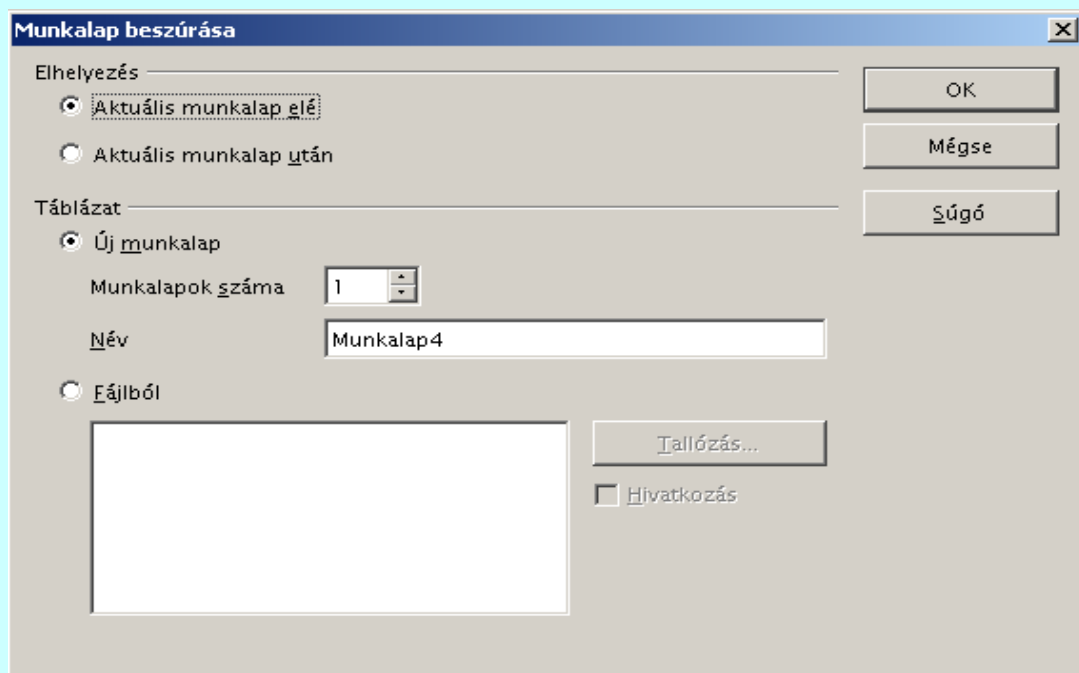 Munkalap beszúrása
Elhelyezés
OK
Aktuális munkalap elé
Mégse
Aktuális munkalap után
Táblázat
Súgó
Új munkalap
Munkalapok száma
1
Név
Munkalap4
Fájlból
Tallózás...
Hivatkozás